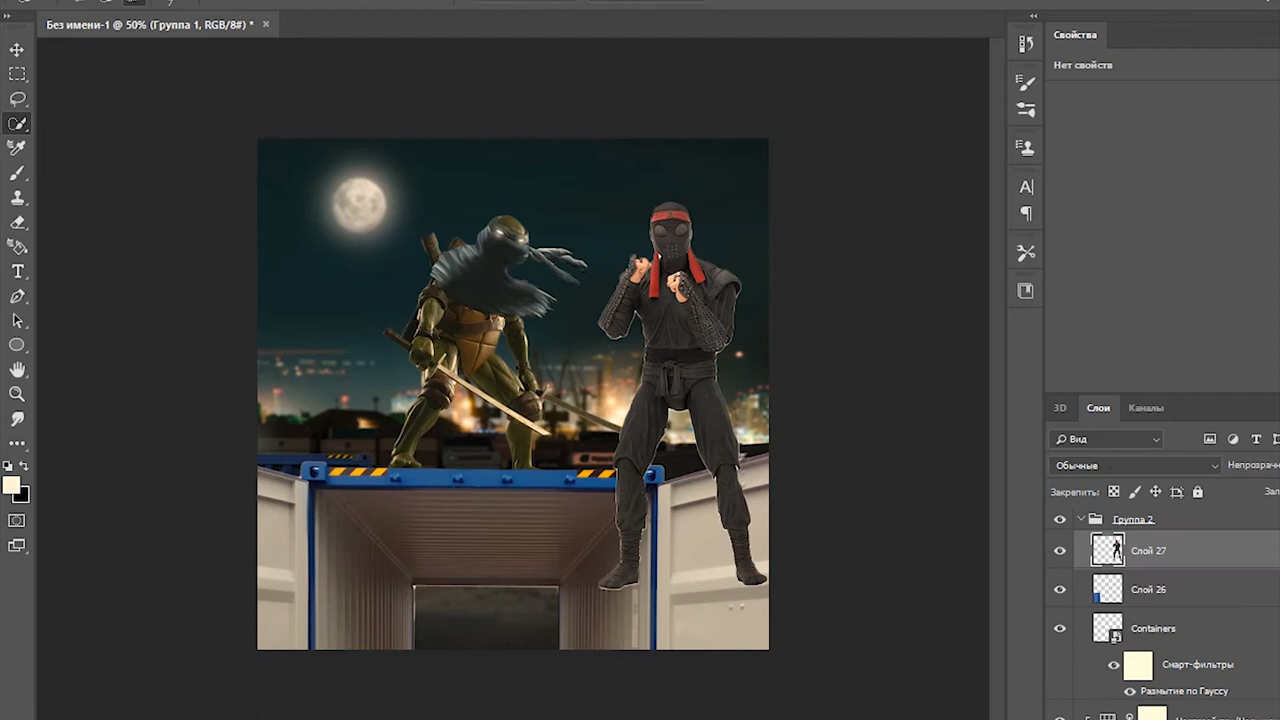 Без имени-1 @ 50% (Группа 1, RGB/8#) *
Свойства
Нет свойств
3D
Слои
Каналы
Вид
Обычные
Непрозрачн
Закрепить:
Зал
Группа 2
Слой 27
Слой 26
Containers
Смарт-фильтры
Размытие по Гауссу